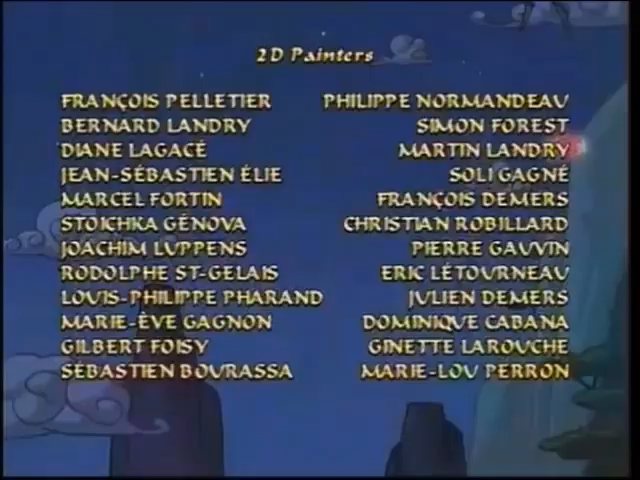 2D Painters
FRANÇOIS PELLETIER PHILIPPE NORMANDEAU
BERNARD LANDRY SIMON FOREST
DIANE LAGACÉ MARTIN LANDRY
JEAN-SÉBASTIEN ÉLIE SOLI GAGNÉ
MARCEL FORTIN FRANÇOIS DEMERS
STOICHKA GÉNOVA CHRISTIAN ROBILLARD
JOACHIM LUPPENS PIERRE GAUVIN
RODOLPHE ST-GELAIS ERIC LÉTOURNEAU
LOUIS-PHILIPPE PHARAND JULIEN DEMERS
MARIE-ÈVE GAGNON DOMINIQUE CABANA
GILBERT FOISY GINETTE LAROUCHE
SÉBASTIEN BOURASSA MARIE-LOU PERRON